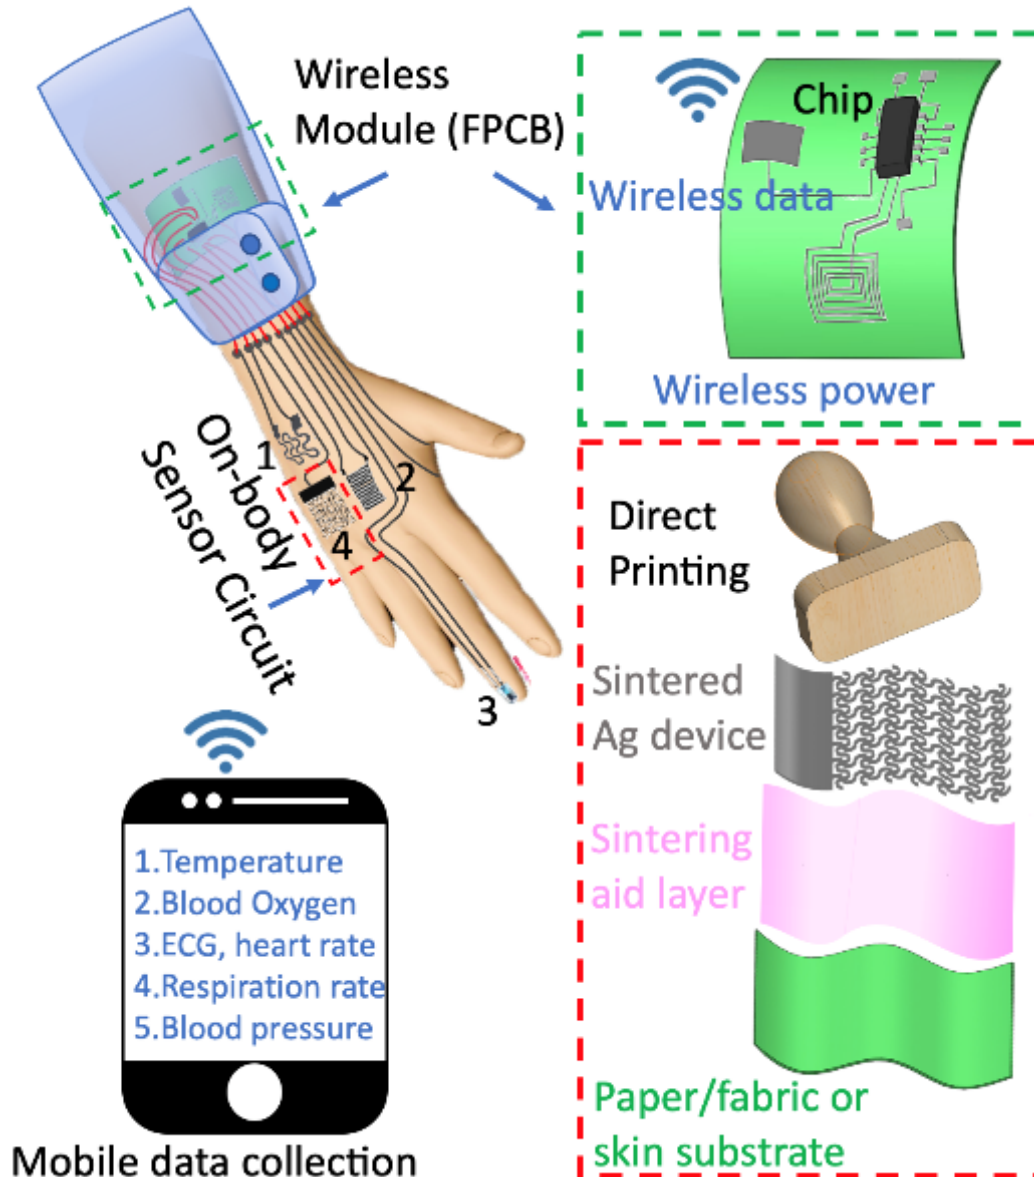 Wireless
Module (FPCB)
Chip
Wireless data
Wireless power
On-body
Sensor Circuit
1
2
4
3
Direct
Printing
Sintered
Ag device
Sintering
aid layer
Paper/fabric or
skin substrate
1.Temperature
2.Blood Oxygen
3.ECG, heart rate
4.Respiration rate
5.Blood pressure
Mobile data collection